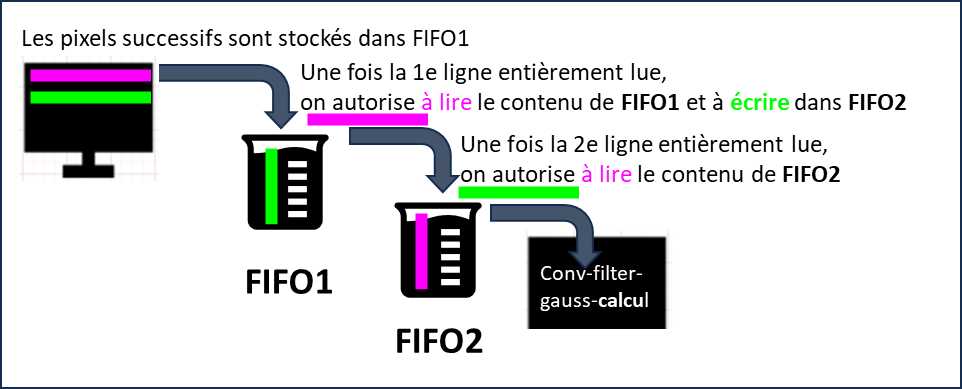 Les pixels successifs sont stockés dans FIFO1
Une fois la 1e ligne entièrement lue,
on autorise à lire le contenu de FIFO1 et à écrire dans FIFO2
Une fois la 2e ligne entièrement lue,
on autorise à lire le contenu de FIFO2
FIFO1
Conv-filter-
gauss-calcul
FIFO2